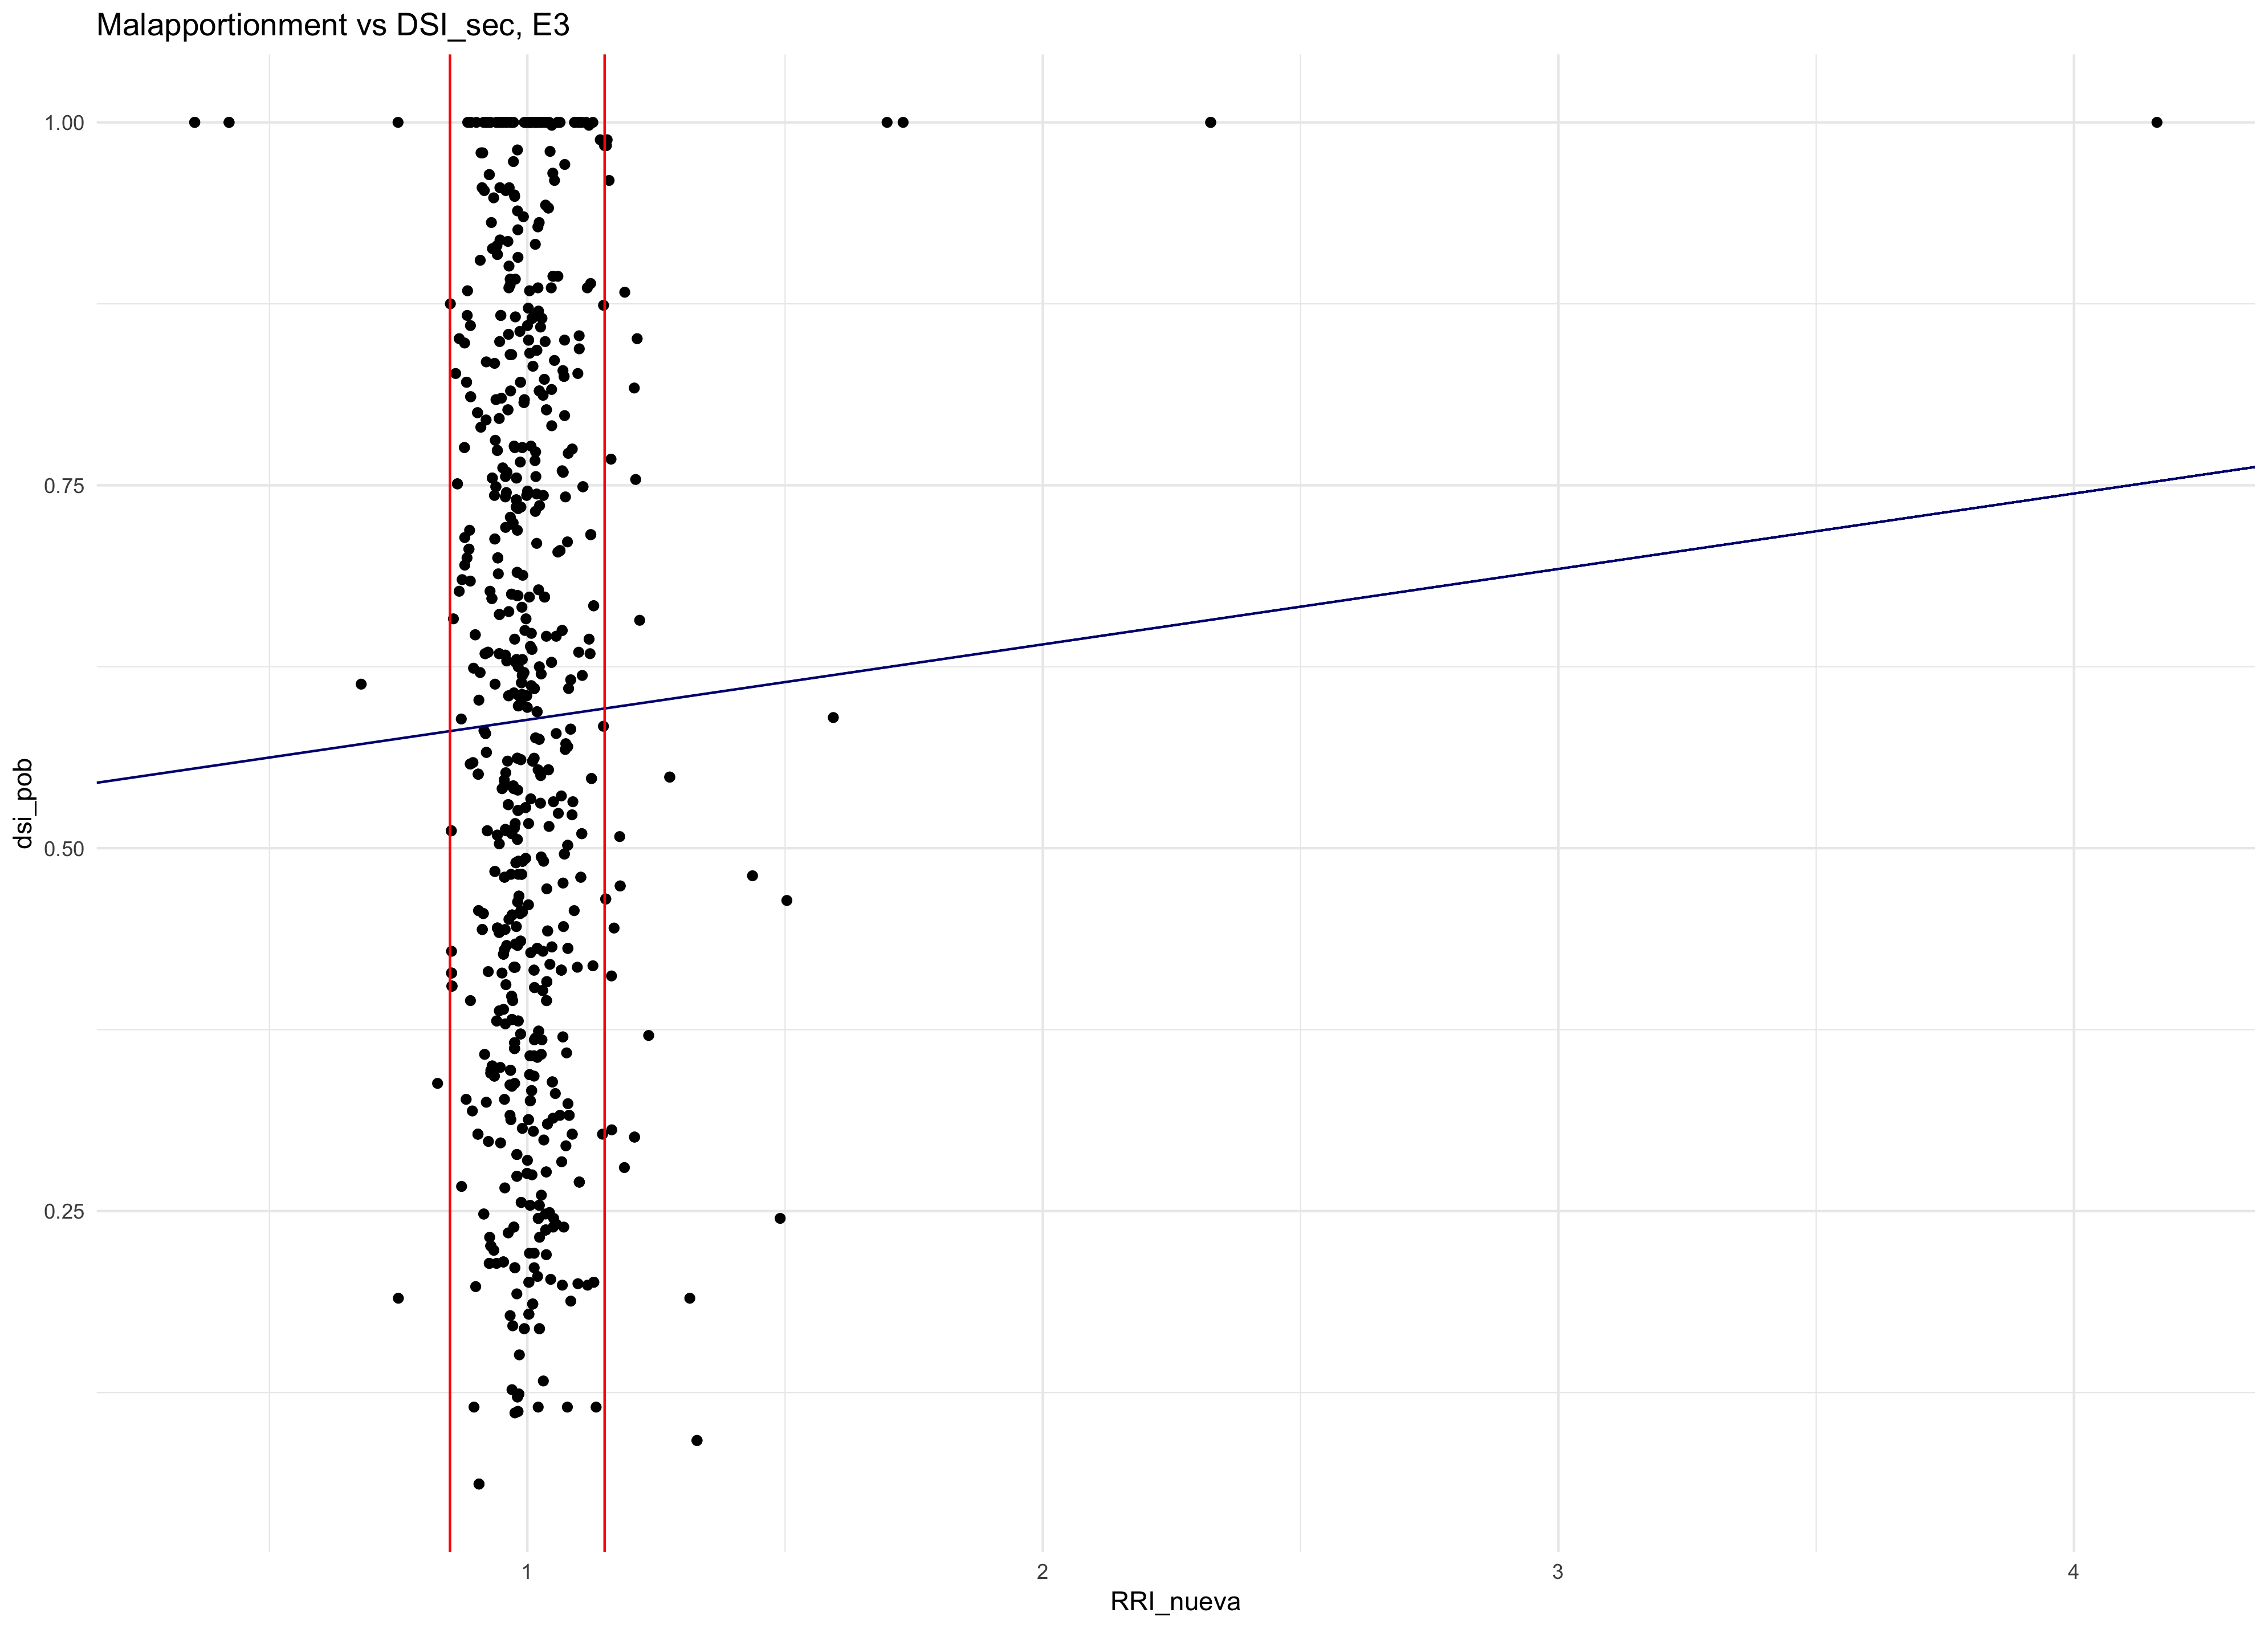 Malapportionment vs DSI_sec, E3
1.00
0.75
0.50
0.25
dsi_pob
1
2
3
4
RRI_nueva